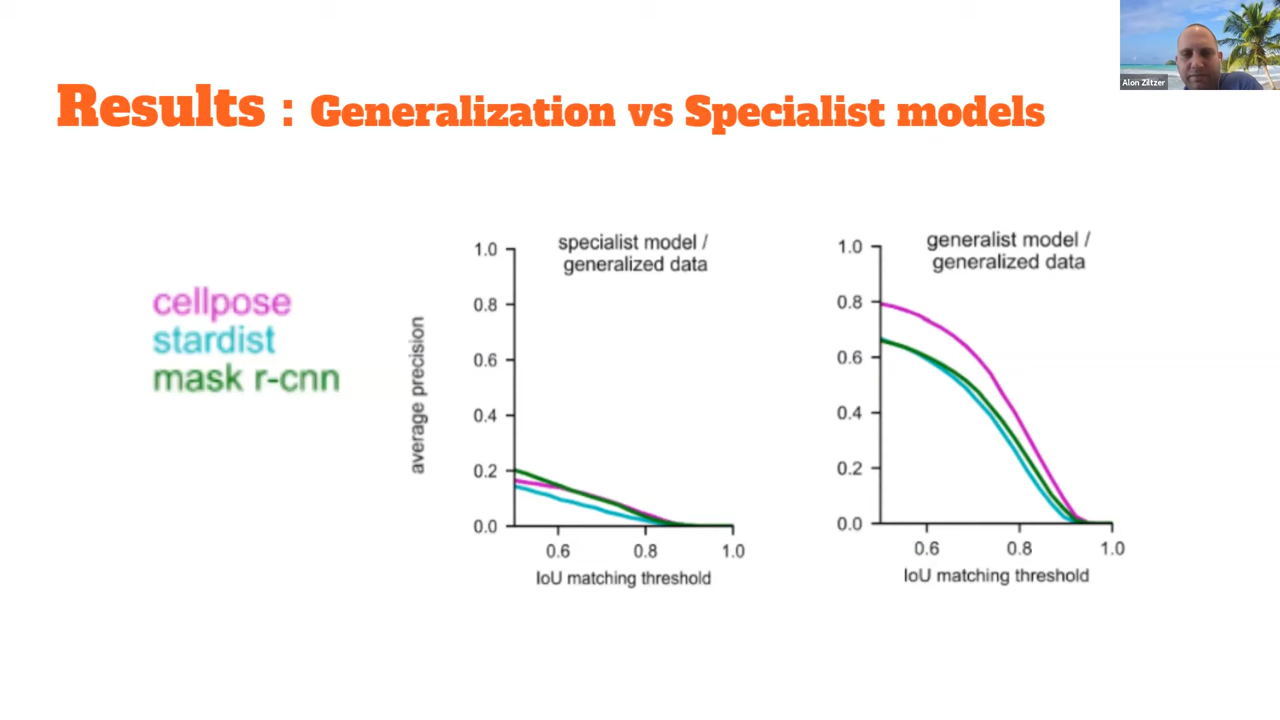 Alon Ziltzer
Results : Generalization vs Specialist models
cellpose
stardist
mask r-cnn
specialist model /
generalized data
average precision
1.0
0.8
0.6
0.4
0.2
0.0
0.6 0.8 1.0
IoU matching threshold
generalist model /
generalized data
1.0
0.8
0.6
0.4
0.2
0.0
0.6 0.8 1.0
IoU matching threshold